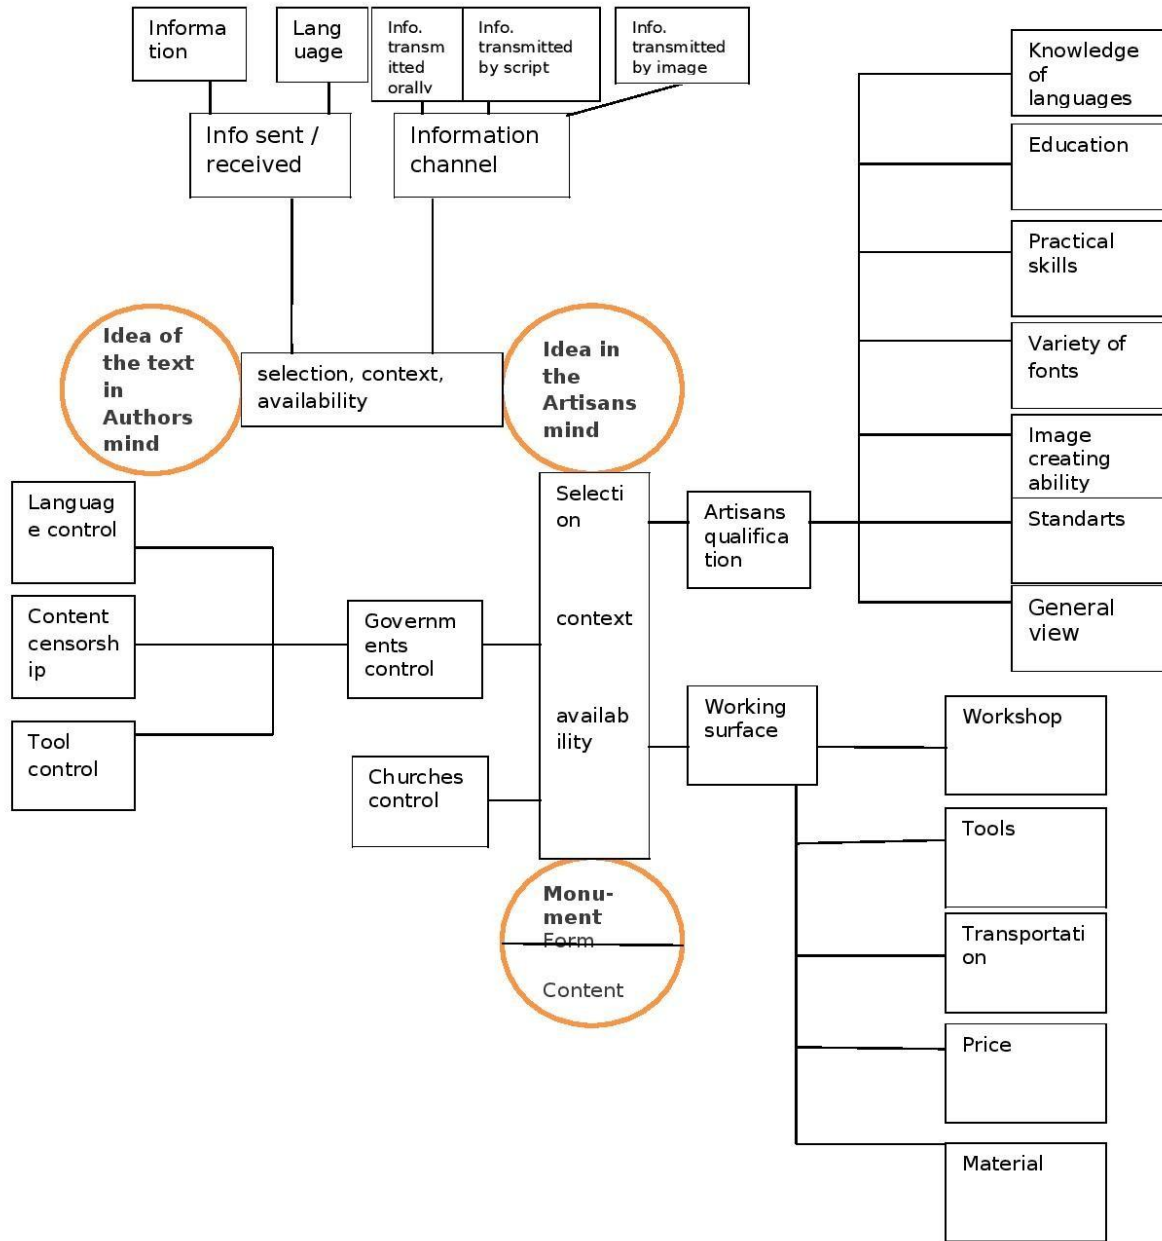 Informa
tion
Lang
uage
Info.
transm
itted
orally
Info.
transmitted
by script
Info.
transmitted
by image
Info sent /
received
Information
channel
Knowledge
of
languages
Education
Practical
skills
Variety of
fonts
Image
creating
ability
Standarts
General
view
Idea of
the text
in
Authors
mind
selection, context,
availability
Idea in
the
Artisans
mind
Selecti
on
context
availab
ility
Artisans
qualifica
tion
Languag
e control
Content
censorsh
ip
Tool
control
Governm
ents
control
Churches
control
Working
surface
Workshop
Tools
Transportati
on
Price
Material
Monu-
ment
Form
Content